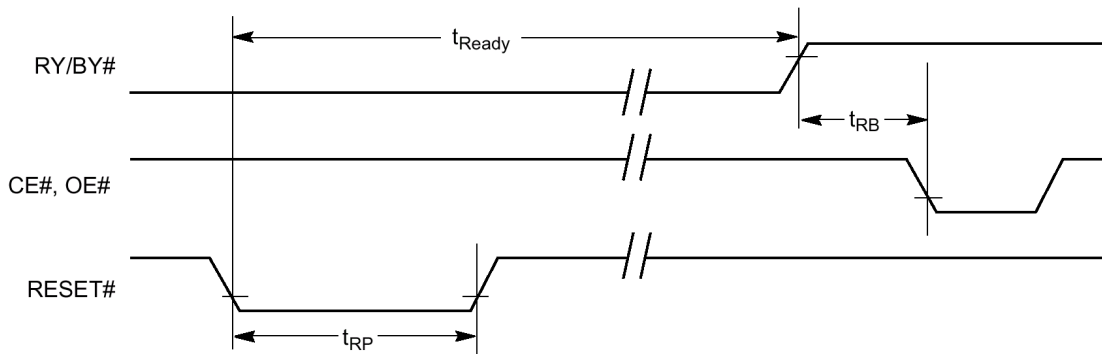 tReady
RY/BY#
tRB
CE#, OE#
RESET#
tRP